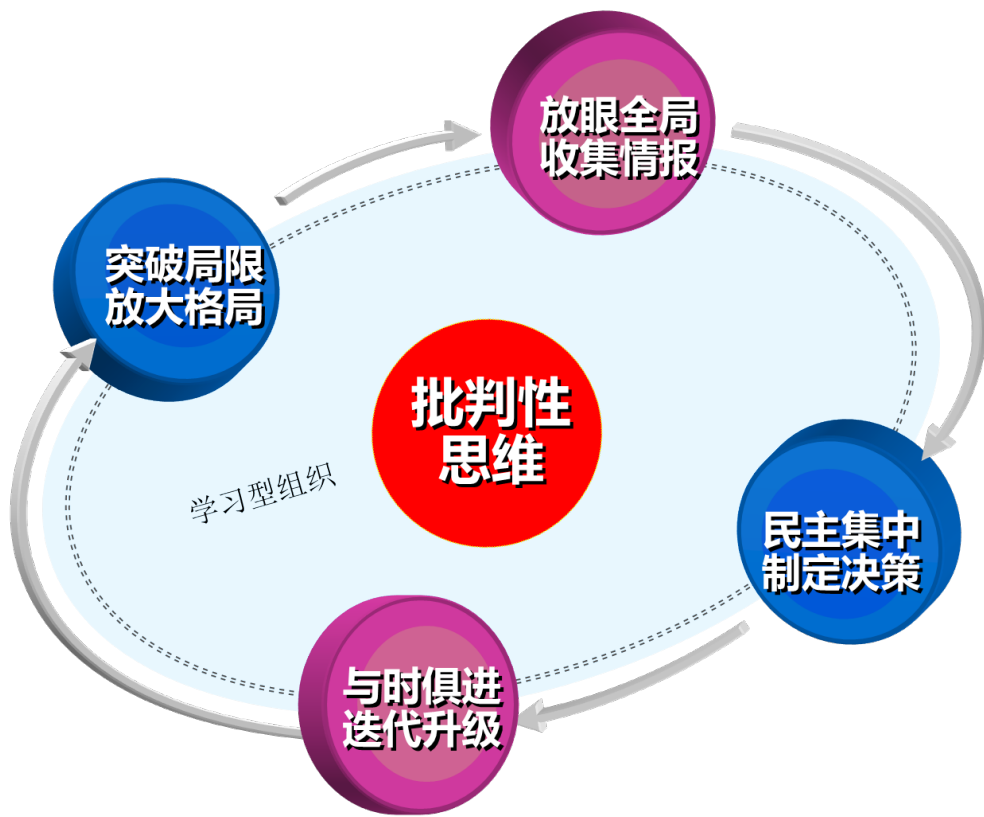 放眼全局
收集情报
突破局限
放大格局
批判性
思维
学习型组织
民主集中
制定决策
与时俱进
迭代升级